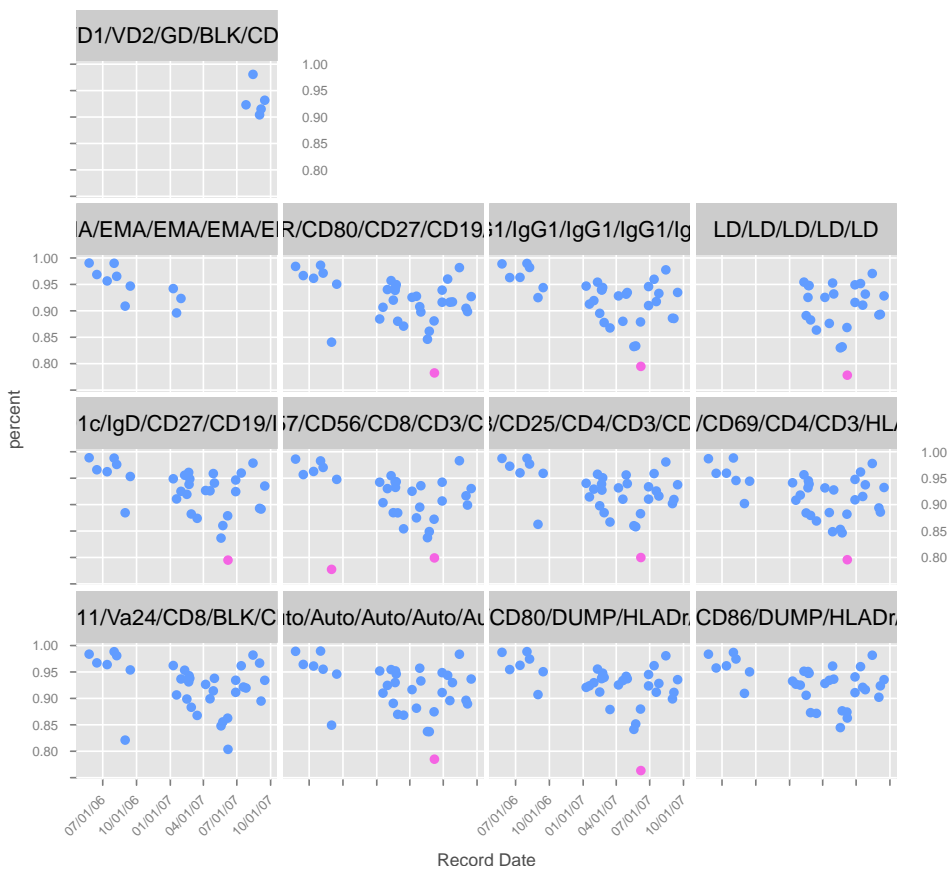 D1/VD2/GD/BLK/CD
1.00
0.95
0.90
0.85
0.80
A/EMA/EMA/EMA/EM
R/CD80/CD27/CD19/
G1/IgG1/IgG1/IgG1/Ig
LD/LD/LD/LD/LD
1.00
0.95
0.90
0.85
0.80
1c/IgD/CD27/CD19/I
57/CD56/CD8/CD3/C
3/CD25/CD4/CD3/CD
/CD69/CD4/CD3/HLA
1.00
0.95
0.90
0.85
0.80
11/Va24/CD8/BLK/C
uto/Auto/Auto/Auto/Au
CD80/DUMP/HLADr/
CD86/DUMP/HLADr/
1.00
0.95
0.90
0.85
0.80
07/01/06
10/01/06
01/01/07
04/01/07
07/01/07
10/01/07
07/01/06
10/01/06
01/01/07
04/01/07
07/01/07
10/01/07
percent
Record Date